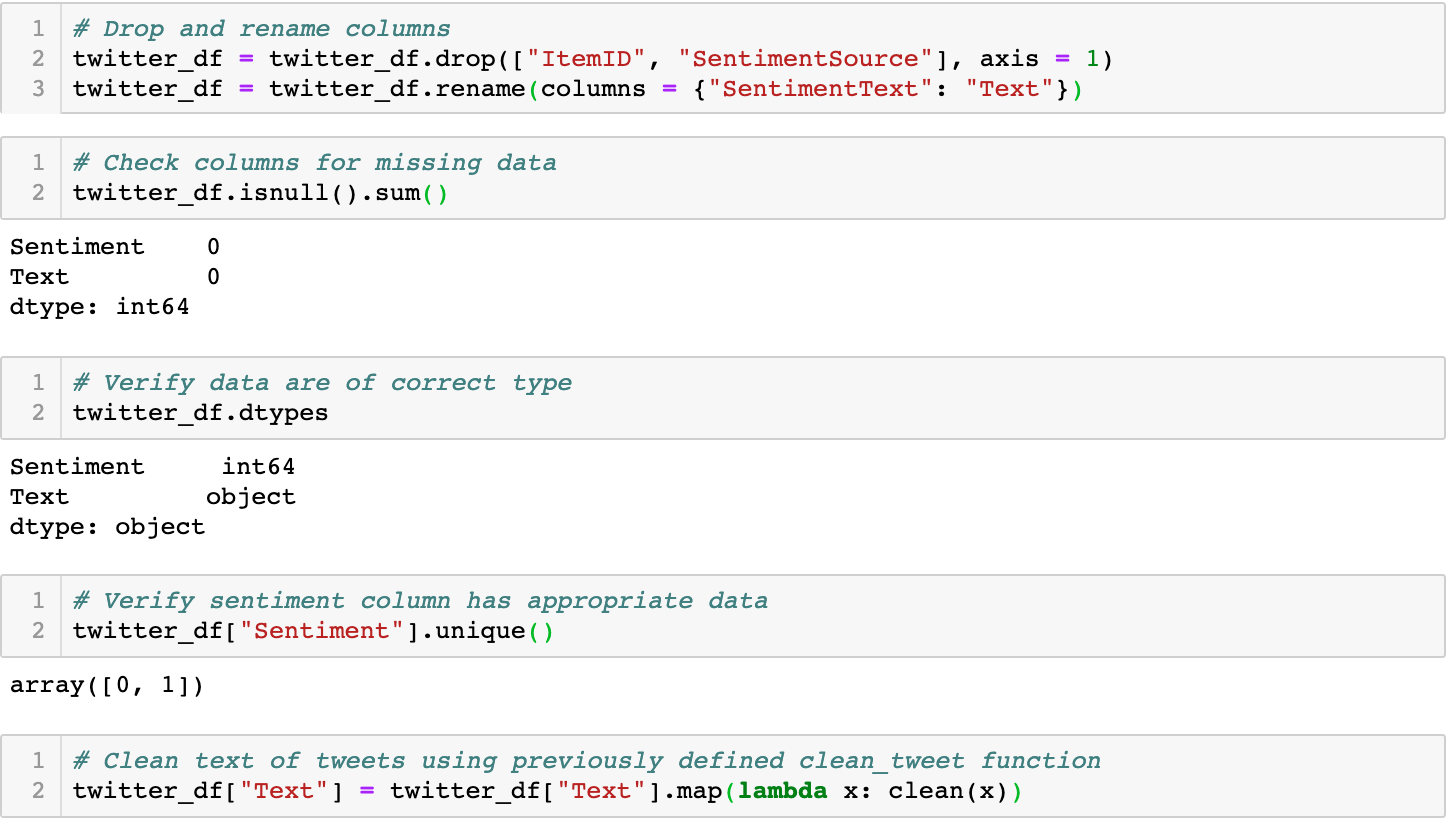 1 # Drop and rename columns
2 twitter_df = twitter_df.drop(["ItemID", "SentimentSource"], axis = 1)
3 twitter_df = twitter_df.rename(columns = {"SentimentText": "Text"})
1 # Check columns for missing data
2 twitter_df.isnull().sum()
Sentiment    0
Text         0
dtype: int64
1 # Verify data are of correct type
2 twitter_df.dtypes
Sentiment     int64
Text         object
dtype: object
1 # Verify sentiment column has appropriate data
2 twitter_df["Sentiment"].unique()
array([0, 1])
1 # Clean text of tweets using previously defined clean_tweet function
2 twitter_df["Text"] = twitter_df["Text"].map(lambda x: clean(x))